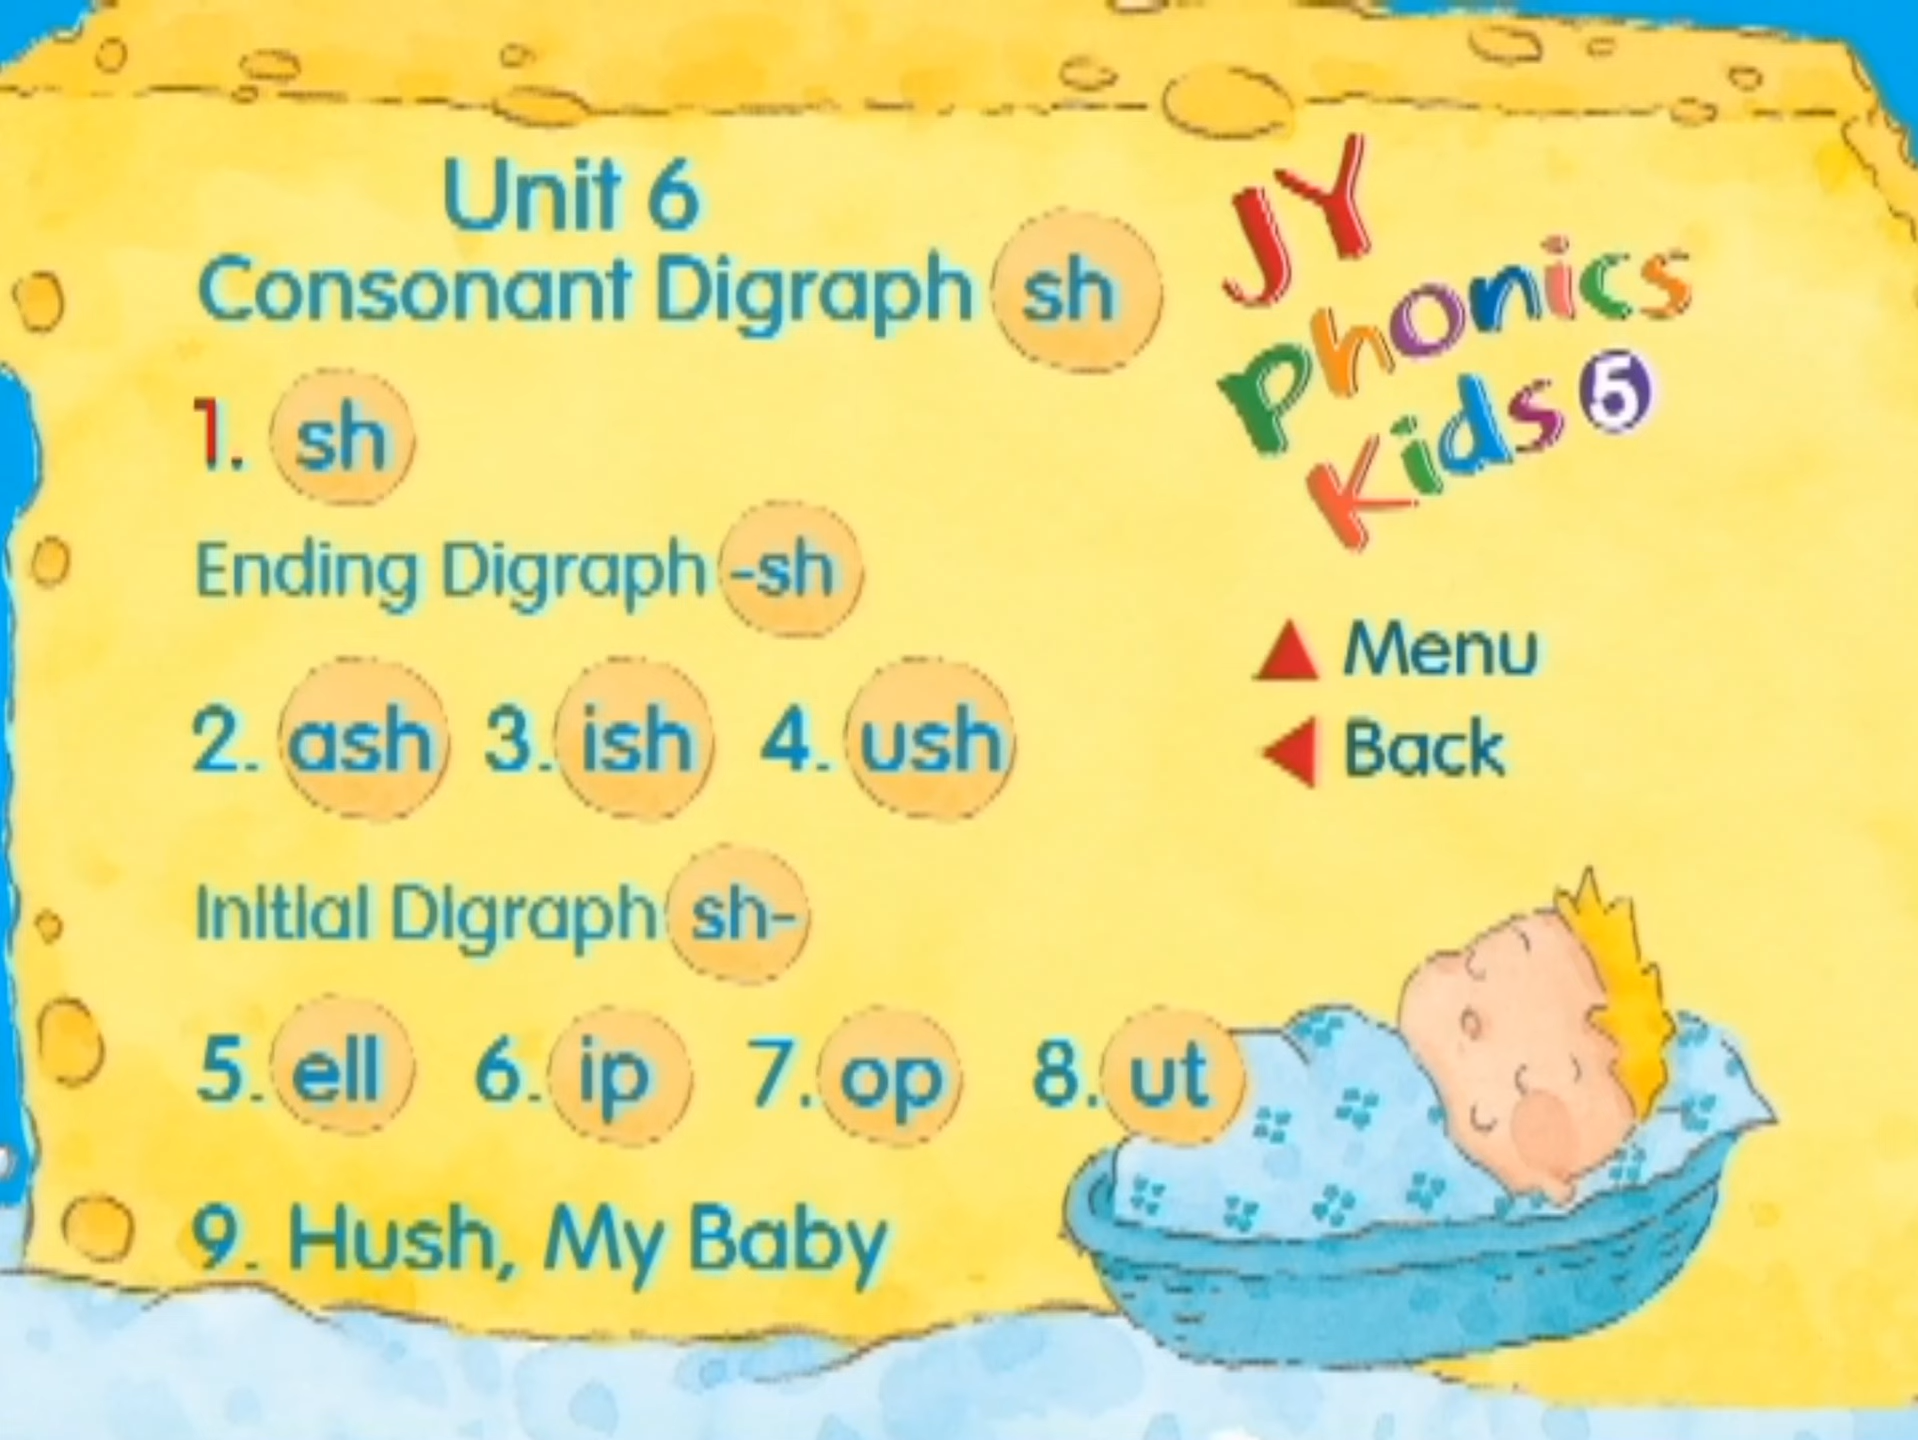 Unit 6
Consonant Digraph sh
1. sh
Ending Digraph -sh
2. ash 3. ish 4. ush
Initial Digraph sh-
5. ell 6. ip 7. op 8. ut
9. Hush, My Baby
JY
Phonics
Kids 5
Menu
Back